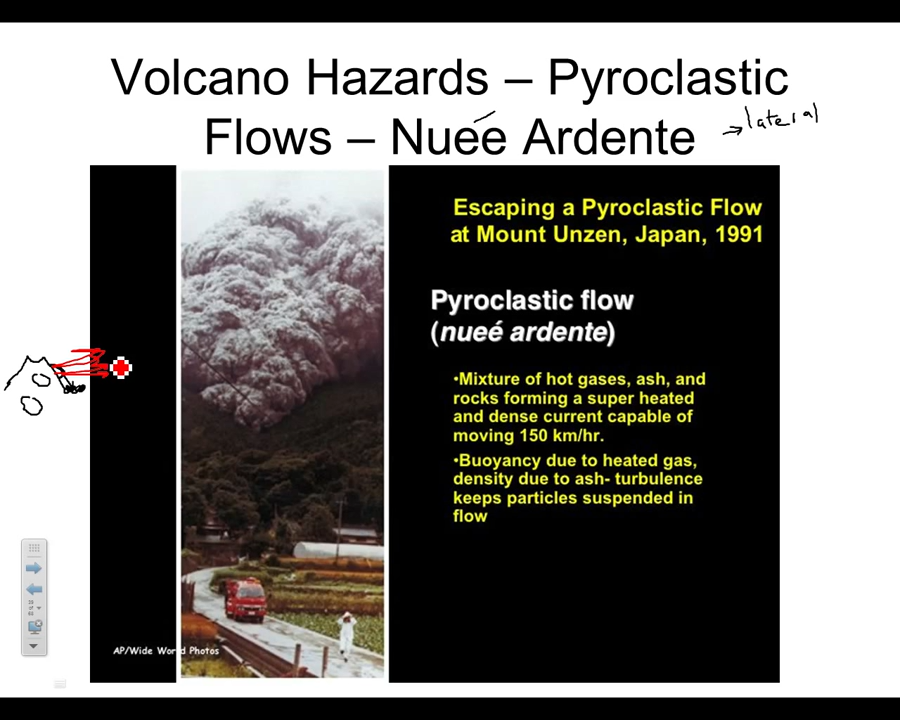 Volcano Hazards – Pyroclastic
Flows – Nueé Ardente
→ lateral
Escaping a Pyroclastic Flow
at Mount Unzen, Japan, 1991
Pyroclastic flow
(nueé ardente)
•Mixture of hot gases, ash, and
rocks forming a super heated
and dense current capable of
moving 150 km/hr.
•Buoyancy due to heated gas,
density due to ash- turbulence
keeps particles suspended in
flow
AP/Wide World Photos